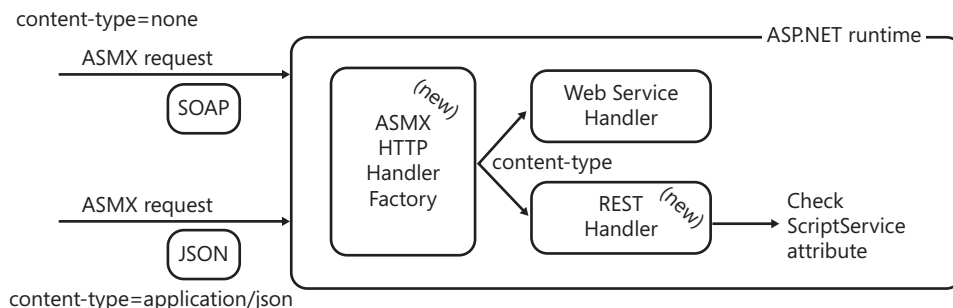 content-type=none
ASMX request
SOAP
ASMX request
JSON
content-type=application/json
ASP.NET runtime
(new)
ASMX
HTTP
Handler
Factory
content-type
Web Service
Handler
REST
Handler
(new)
Check
ScriptService
attribute